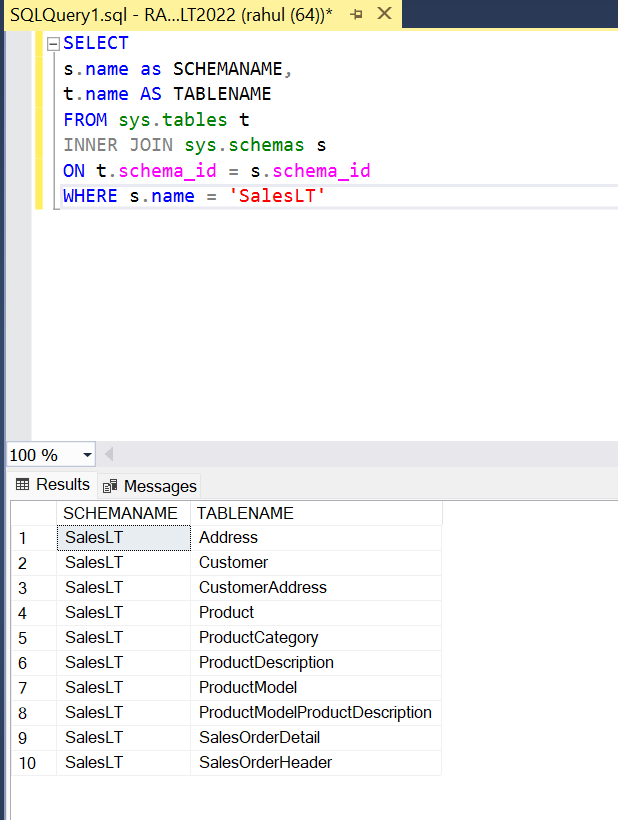 SQLQuery1.sql - RA...LT2022 (rahul (64))*
SELECT
s.name as SCHEMANAME,
t.name AS TABLENAME
FROM sys.tables t
INNER JOIN sys.schemas s
ON t.schema_id = s.schema_id
WHERE s.name = 'SalesLT'
100 %
Results Messages
SCHEMANAME TABLENAME
1 SalesLT Address
2 SalesLT Customer
3 SalesLT CustomerAddress
4 SalesLT Product
5 SalesLT ProductCategory
6 SalesLT ProductDescription
7 SalesLT ProductModel
8 SalesLT ProductModelProductDescription
9 SalesLT SalesOrderDetail
10 SalesLT SalesOrderHeader